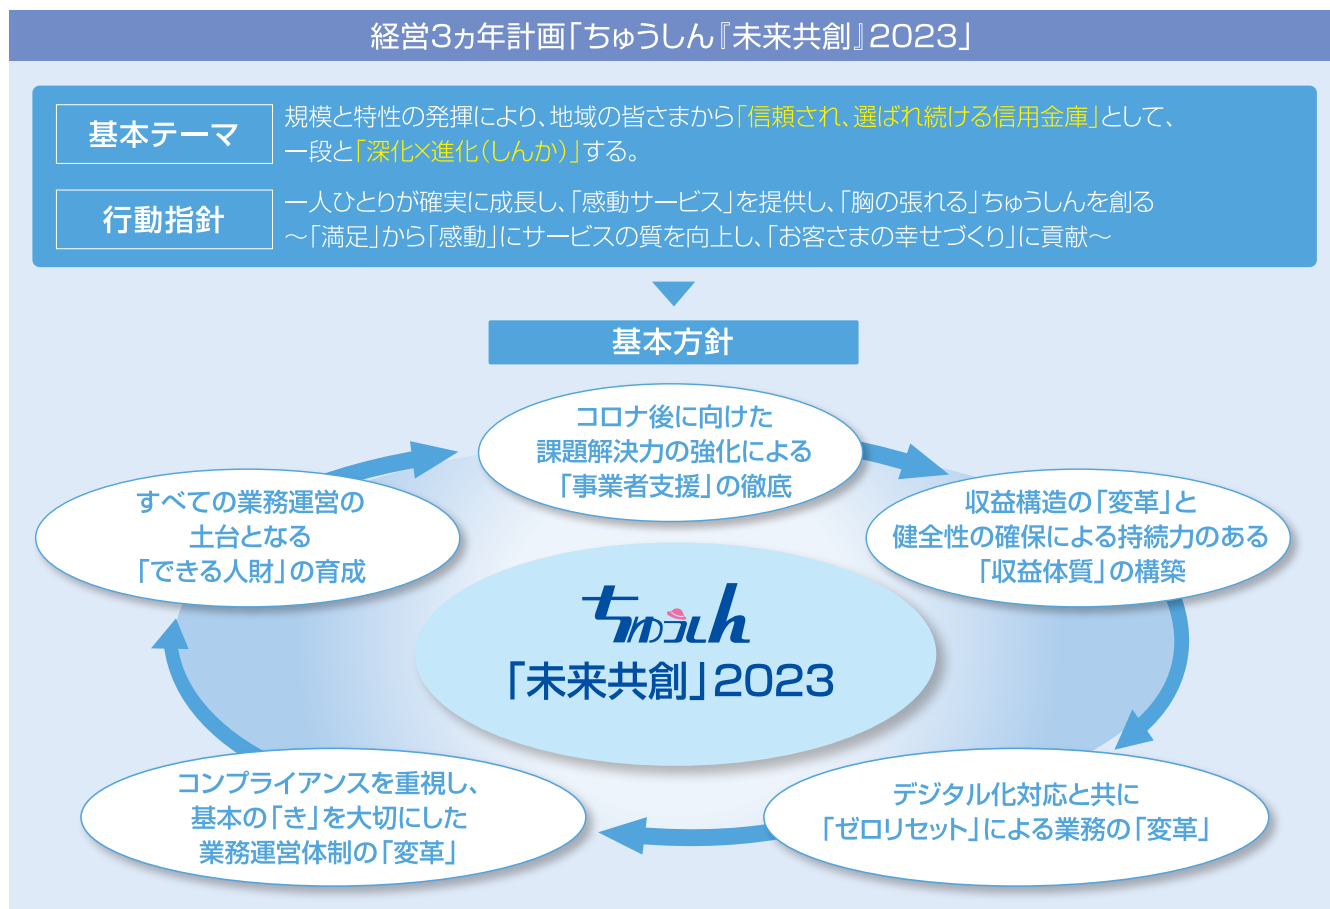 経営3ヵ年計画「ちゅうしん『未来共創』2023」
基本テーマ
規模と特性の発揮により、地域の皆さまから「信頼され、選ばれ続ける信用金庫」として、
一段と「深化×進化(しんか)」する。
行動指針
一人ひとりが確実に成長し、「感動サービス」を提供し、「胸の張れる」ちゅうしんを創る
～「満足」から「感動」にサービスの質を向上し、「お客さまの幸せづくり」に貢献～
基本方針
コロナ後に向けた
課題解決力の強化による
「事業者支援」の徹底
収益構造の「変革」と
健全性の確保による持続力のある
「収益体質」の構築
デジタル化対応と共に
「ゼロリセット」による業務の「変革」
コンプライアンスを重視し、
基本の「き」を大切にした
業務運営体制の「変革」
すべての業務運営の
土台となる
「できる人財」の育成
ちゅうしん
「未来共創」2023